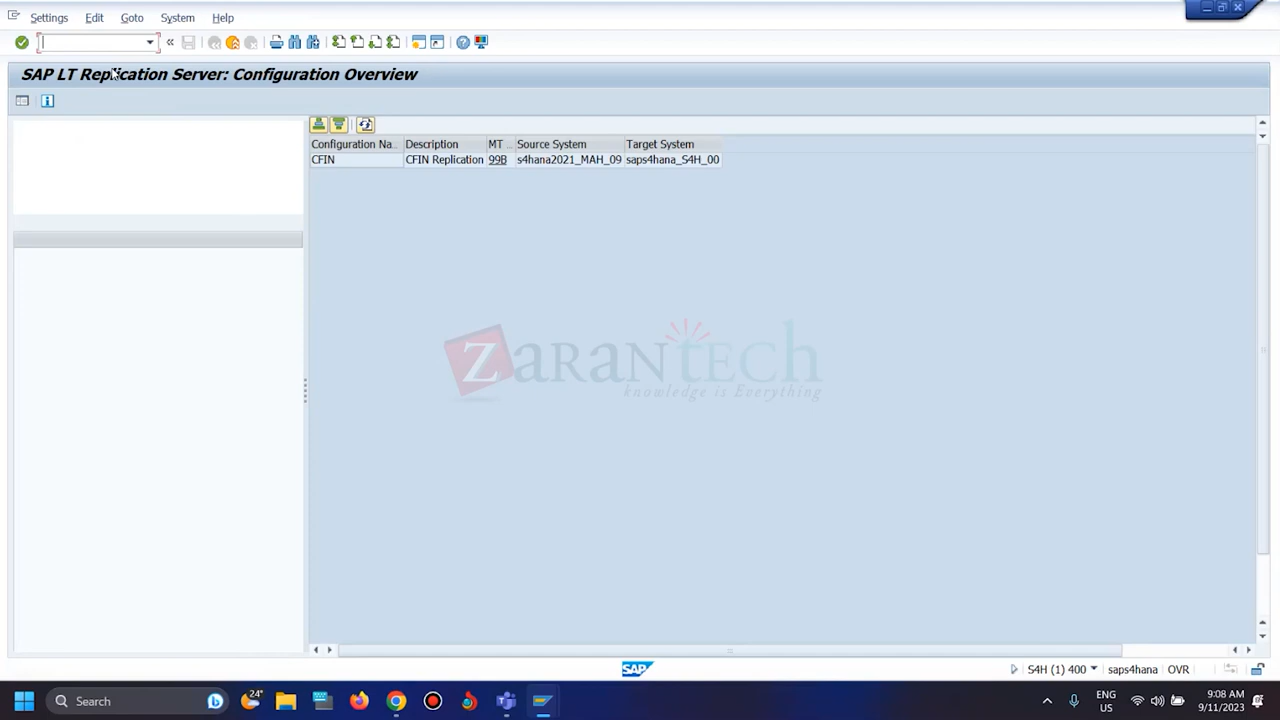 Settings Edit Goto System Help
SAP LT Replication Server: Configuration Overview
Configuration Na.. Description MT .. Source System Target System
CFIN CFIN Replication 99B s4hana2021_MAH_09 saps4hana_S4H_00
ZaranTech
knowledge is Everything
SAP
S4H (1) 400 saps4hana OVR
Search
24°
ENG
US
9:08 AM
9/11/2023